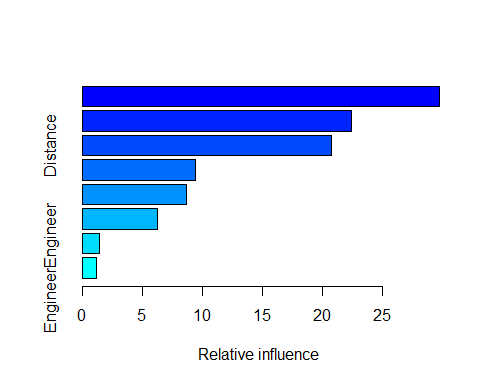 Distance
EngineerEngineer
0 5 10 15 20 25
Relative influence